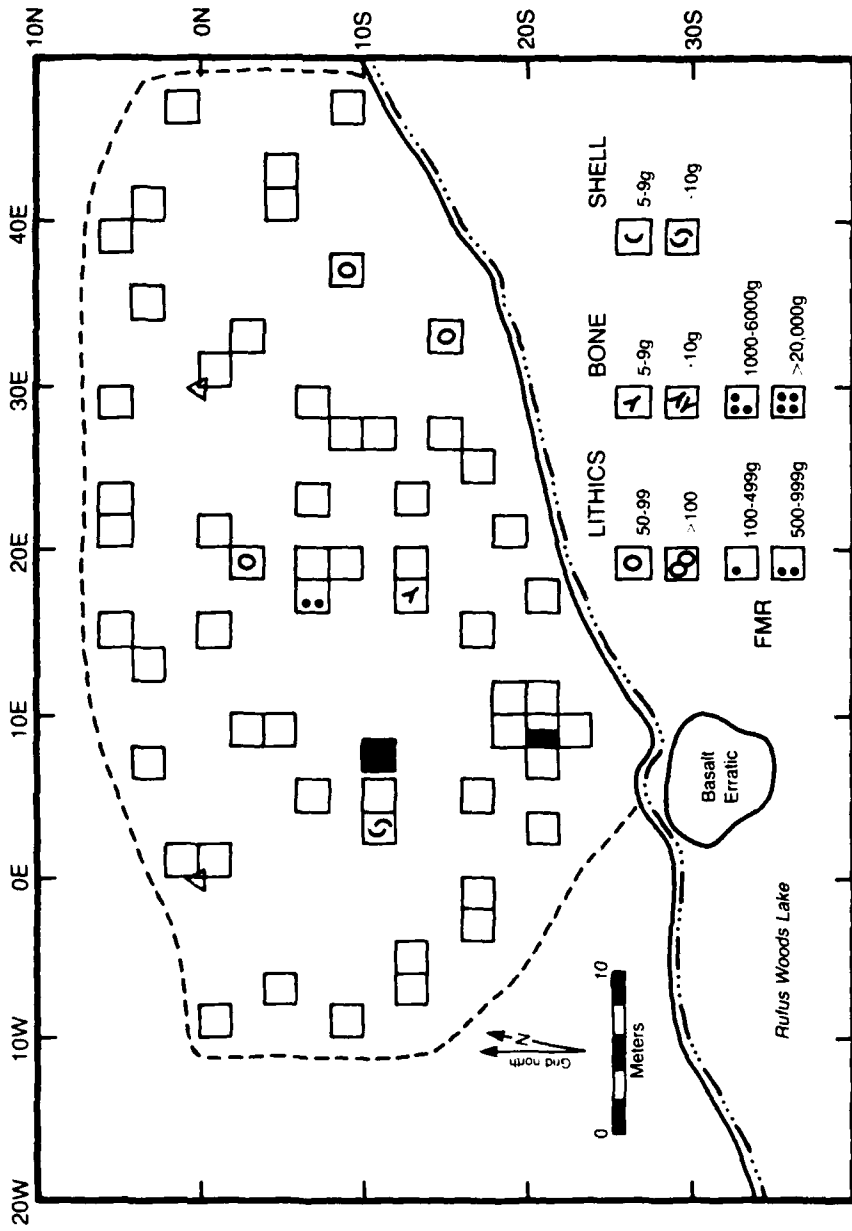 20W 10W 0E 10E 20E 30E 40E
10N
0N
10S
20S
30S
LITHICS BONE SHELL
50-99 5-9g 5-9g
>100 -10g -10g
FMR
100-499g 1000-6000g
500-999g >20,000g
Grid north
N
0 10
Meters
Basalt
Erratic
Rufus Woods Lake